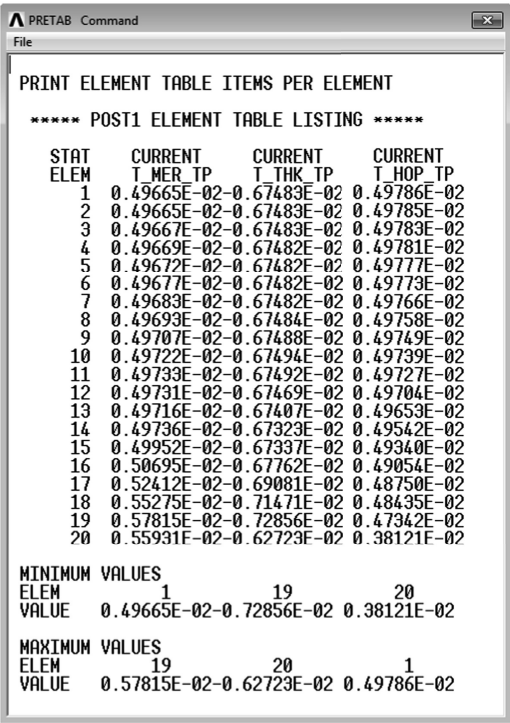 PRETAB Command
File
PRINT ELEMENT TABLE ITEMS PER ELEMENT
***** POST1 ELEMENT TABLE LISTING *****
STAT CURRENT CURRENT CURRENT
ELEM T_MER_TP T_THK_TP T_HOP_TP
1 0.49665E-02-0.67483E-02 0.49786E-02
2 0.49665E-02-0.67483E-02 0.49785E-02
3 0.49667E-02-0.67483E-02 0.49783E-02
4 0.49669E-02-0.67482E-02 0.49781E-02
5 0.49672E-02-0.67482E-02 0.49777E-02
6 0.49677E-02-0.67482E-02 0.49773E-02
7 0.49683E-02-0.67482E-02 0.49766E-02
8 0.49693E-02-0.67484E-02 0.49758E-02
9 0.49707E-02-0.67488E-02 0.49749E-02
10 0.49722E-02-0.67494E-02 0.49739E-02
11 0.49733E-02-0.67492E-02 0.49727E-02
12 0.49731E-02-0.67469E-02 0.49704E-02
13 0.49716E-02-0.67407E-02 0.49653E-02
14 0.49736E-02-0.67323E-02 0.49542E-02
15 0.49952E-02-0.67337E-02 0.49340E-02
16 0.50695E-02-0.67762E-02 0.49054E-02
17 0.52412E-02-0.69081E-02 0.48750E-02
18 0.55275E-02-0.71471E-02 0.48435E-02
19 0.57815E-02-0.72856E-02 0.47342E-02
20 0.55931E-02-0.62723E-02 0.38121E-02
MINIMUM VALUES
ELEM 1 19 20
VALUE 0.49665E-02-0.72856E-02 0.38121E-02
MAXIMUM VALUES
ELEM 19 20 1
VALUE 0.57815E-02-0.62723E-02 0.49786E-02